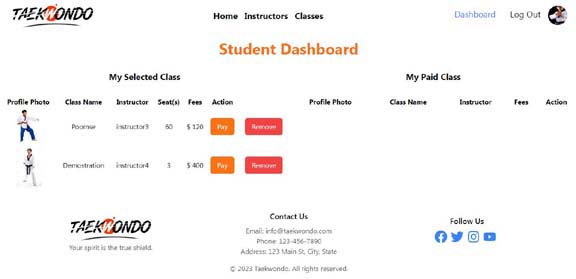 TAEKWONDO
Home Instructors Classes
Dashboard Log Out
Student Dashboard
My Selected Class
Profile Photo Class Name Instructor Seat(s) Fees Action
Poomse instructor3 60 $ 120 Pay Remove
Demostration instructor4 3 $ 400 Pay Remove
My Paid Class
Profile Photo Class Name Instructor Fees Action
TAEKWONDO
Your spirit is the true shield.
Contact Us
Email: info@taekwondo.com
Phone: 123-456-7890
Address: 123 Main St, City, State
Follow Us
© 2023 Taekwondo. All rights reserved.